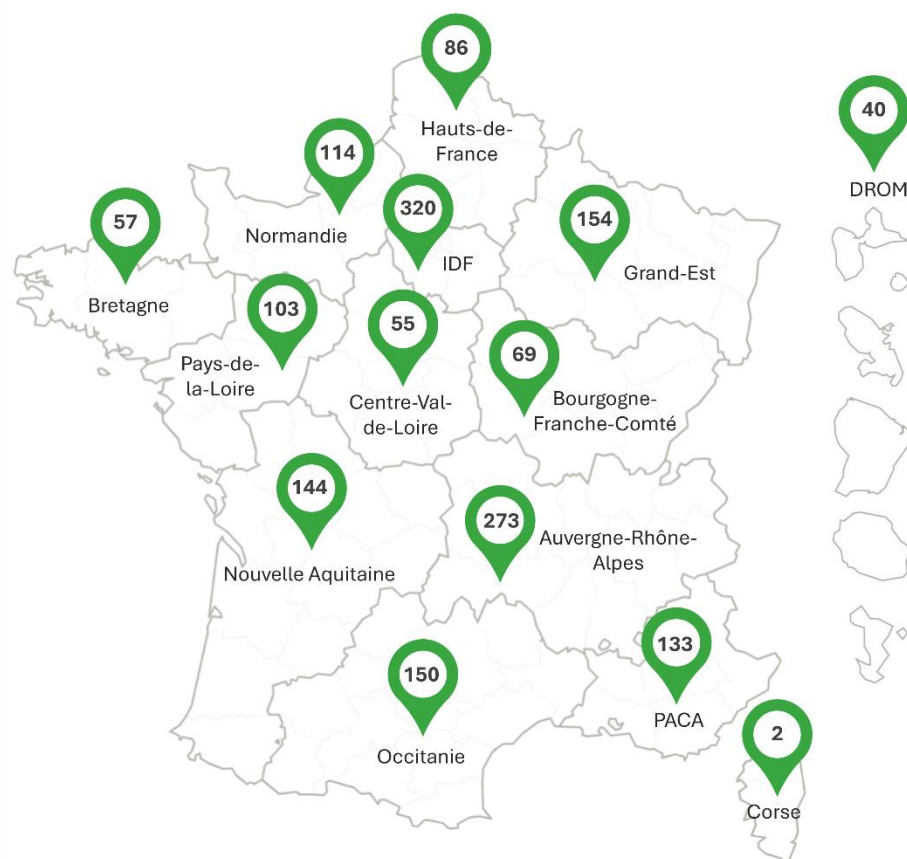 86
Hauts-de-
France
40
DROM
114
Normandie
320
IDF
154
Grand-Est
57
Bretagne
103
Pays-de-
la-Loire
55
Centre-Val-
de-Loire
69
Bourgogne-
Franche-Comté
144
Nouvelle Aquitaine
273
Auvergne-Rhône-
Alpes
133
PACA
150
Occitanie
2
Corse